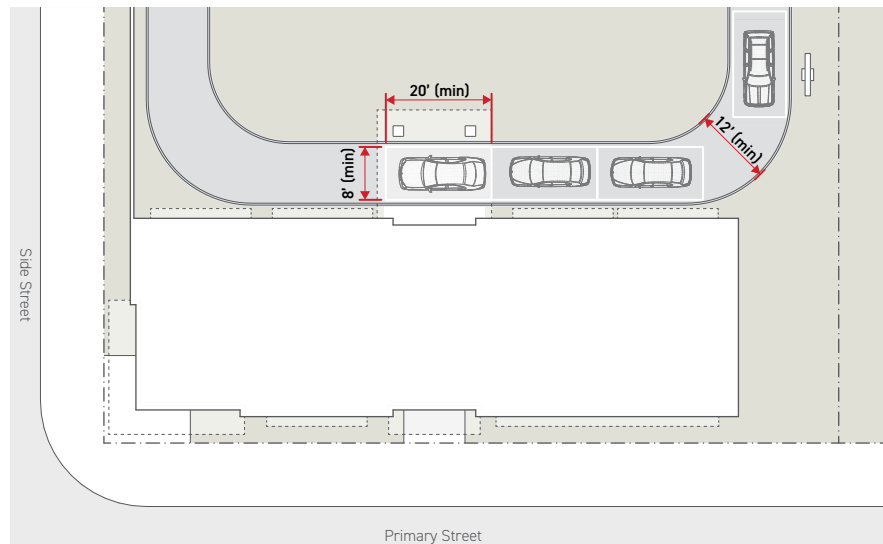 20' (min)
12' (min)
8' (min)
Side Street
Primary Street